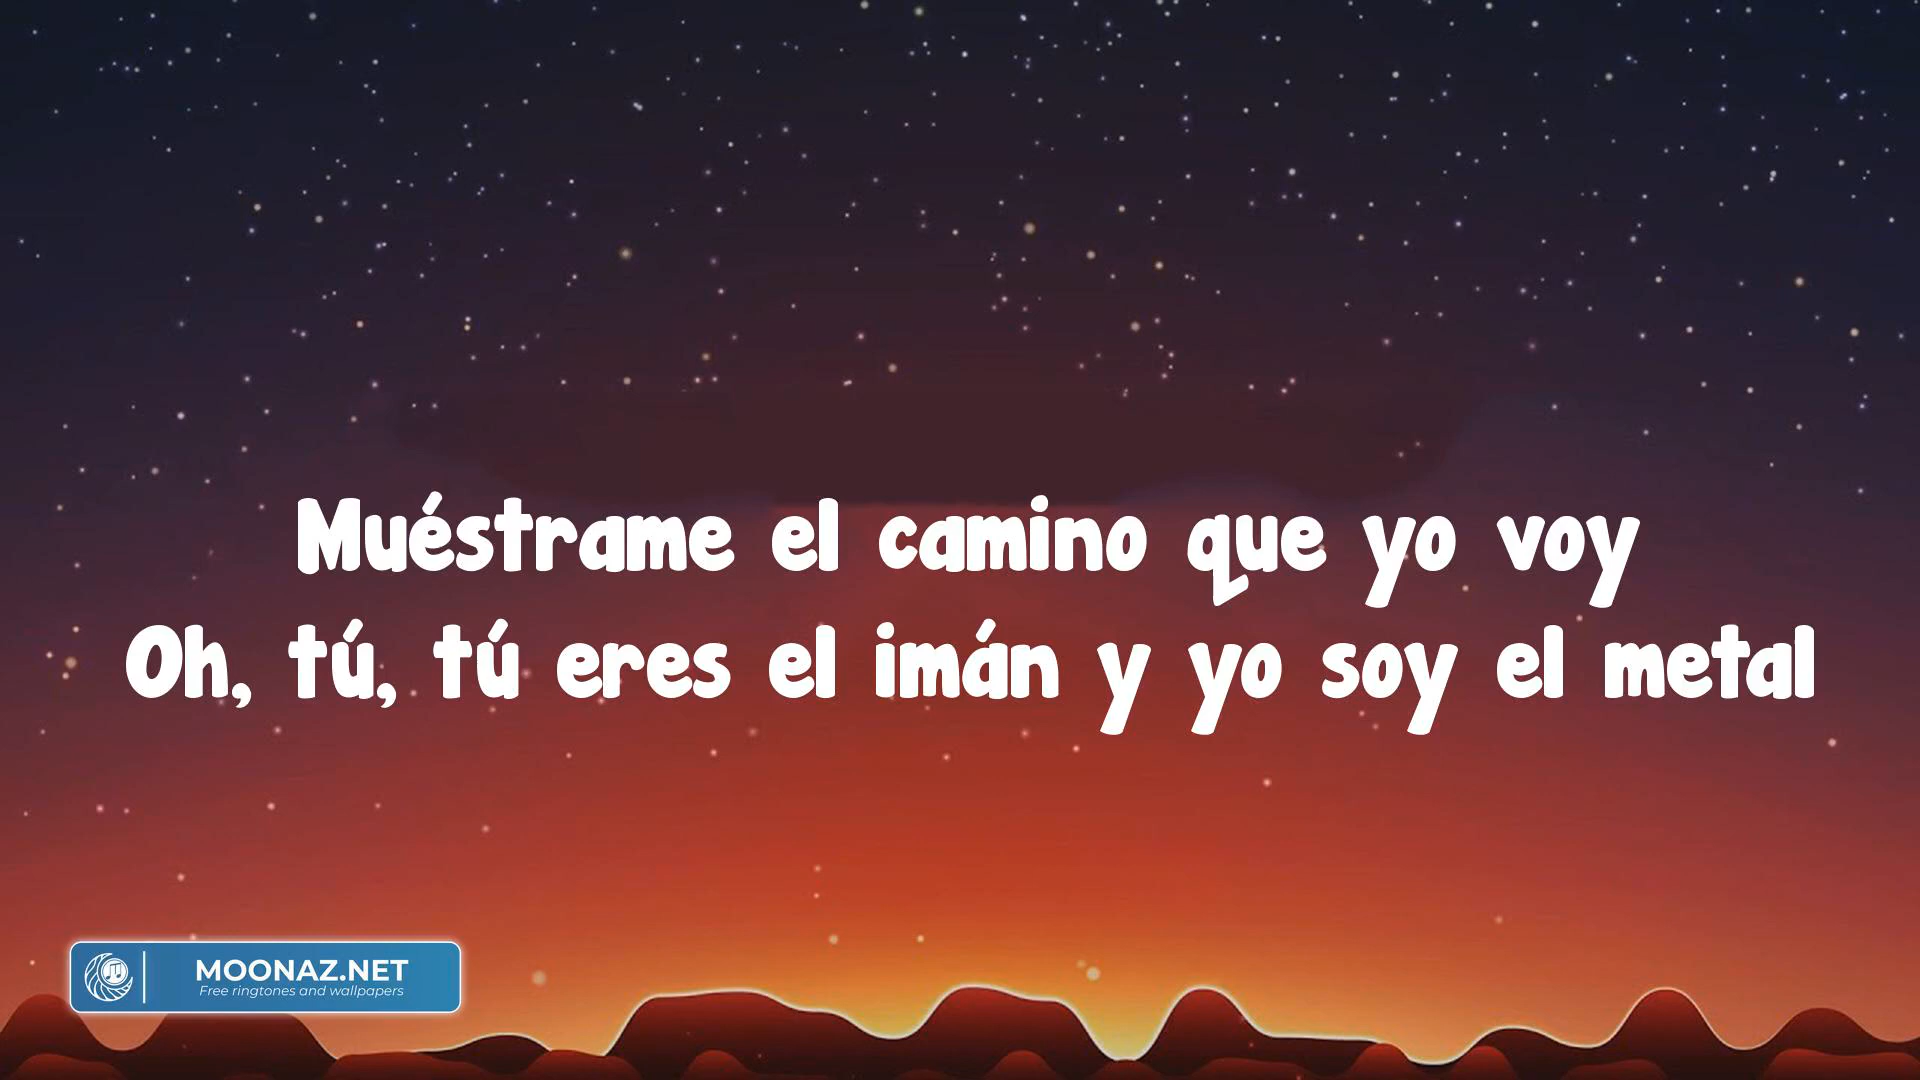 Muéstrame el camino que yo voy
Oh, tú, tú eres el imán y yo soy el metal
MOONAZ.NET
Free ringtones and wallpapers